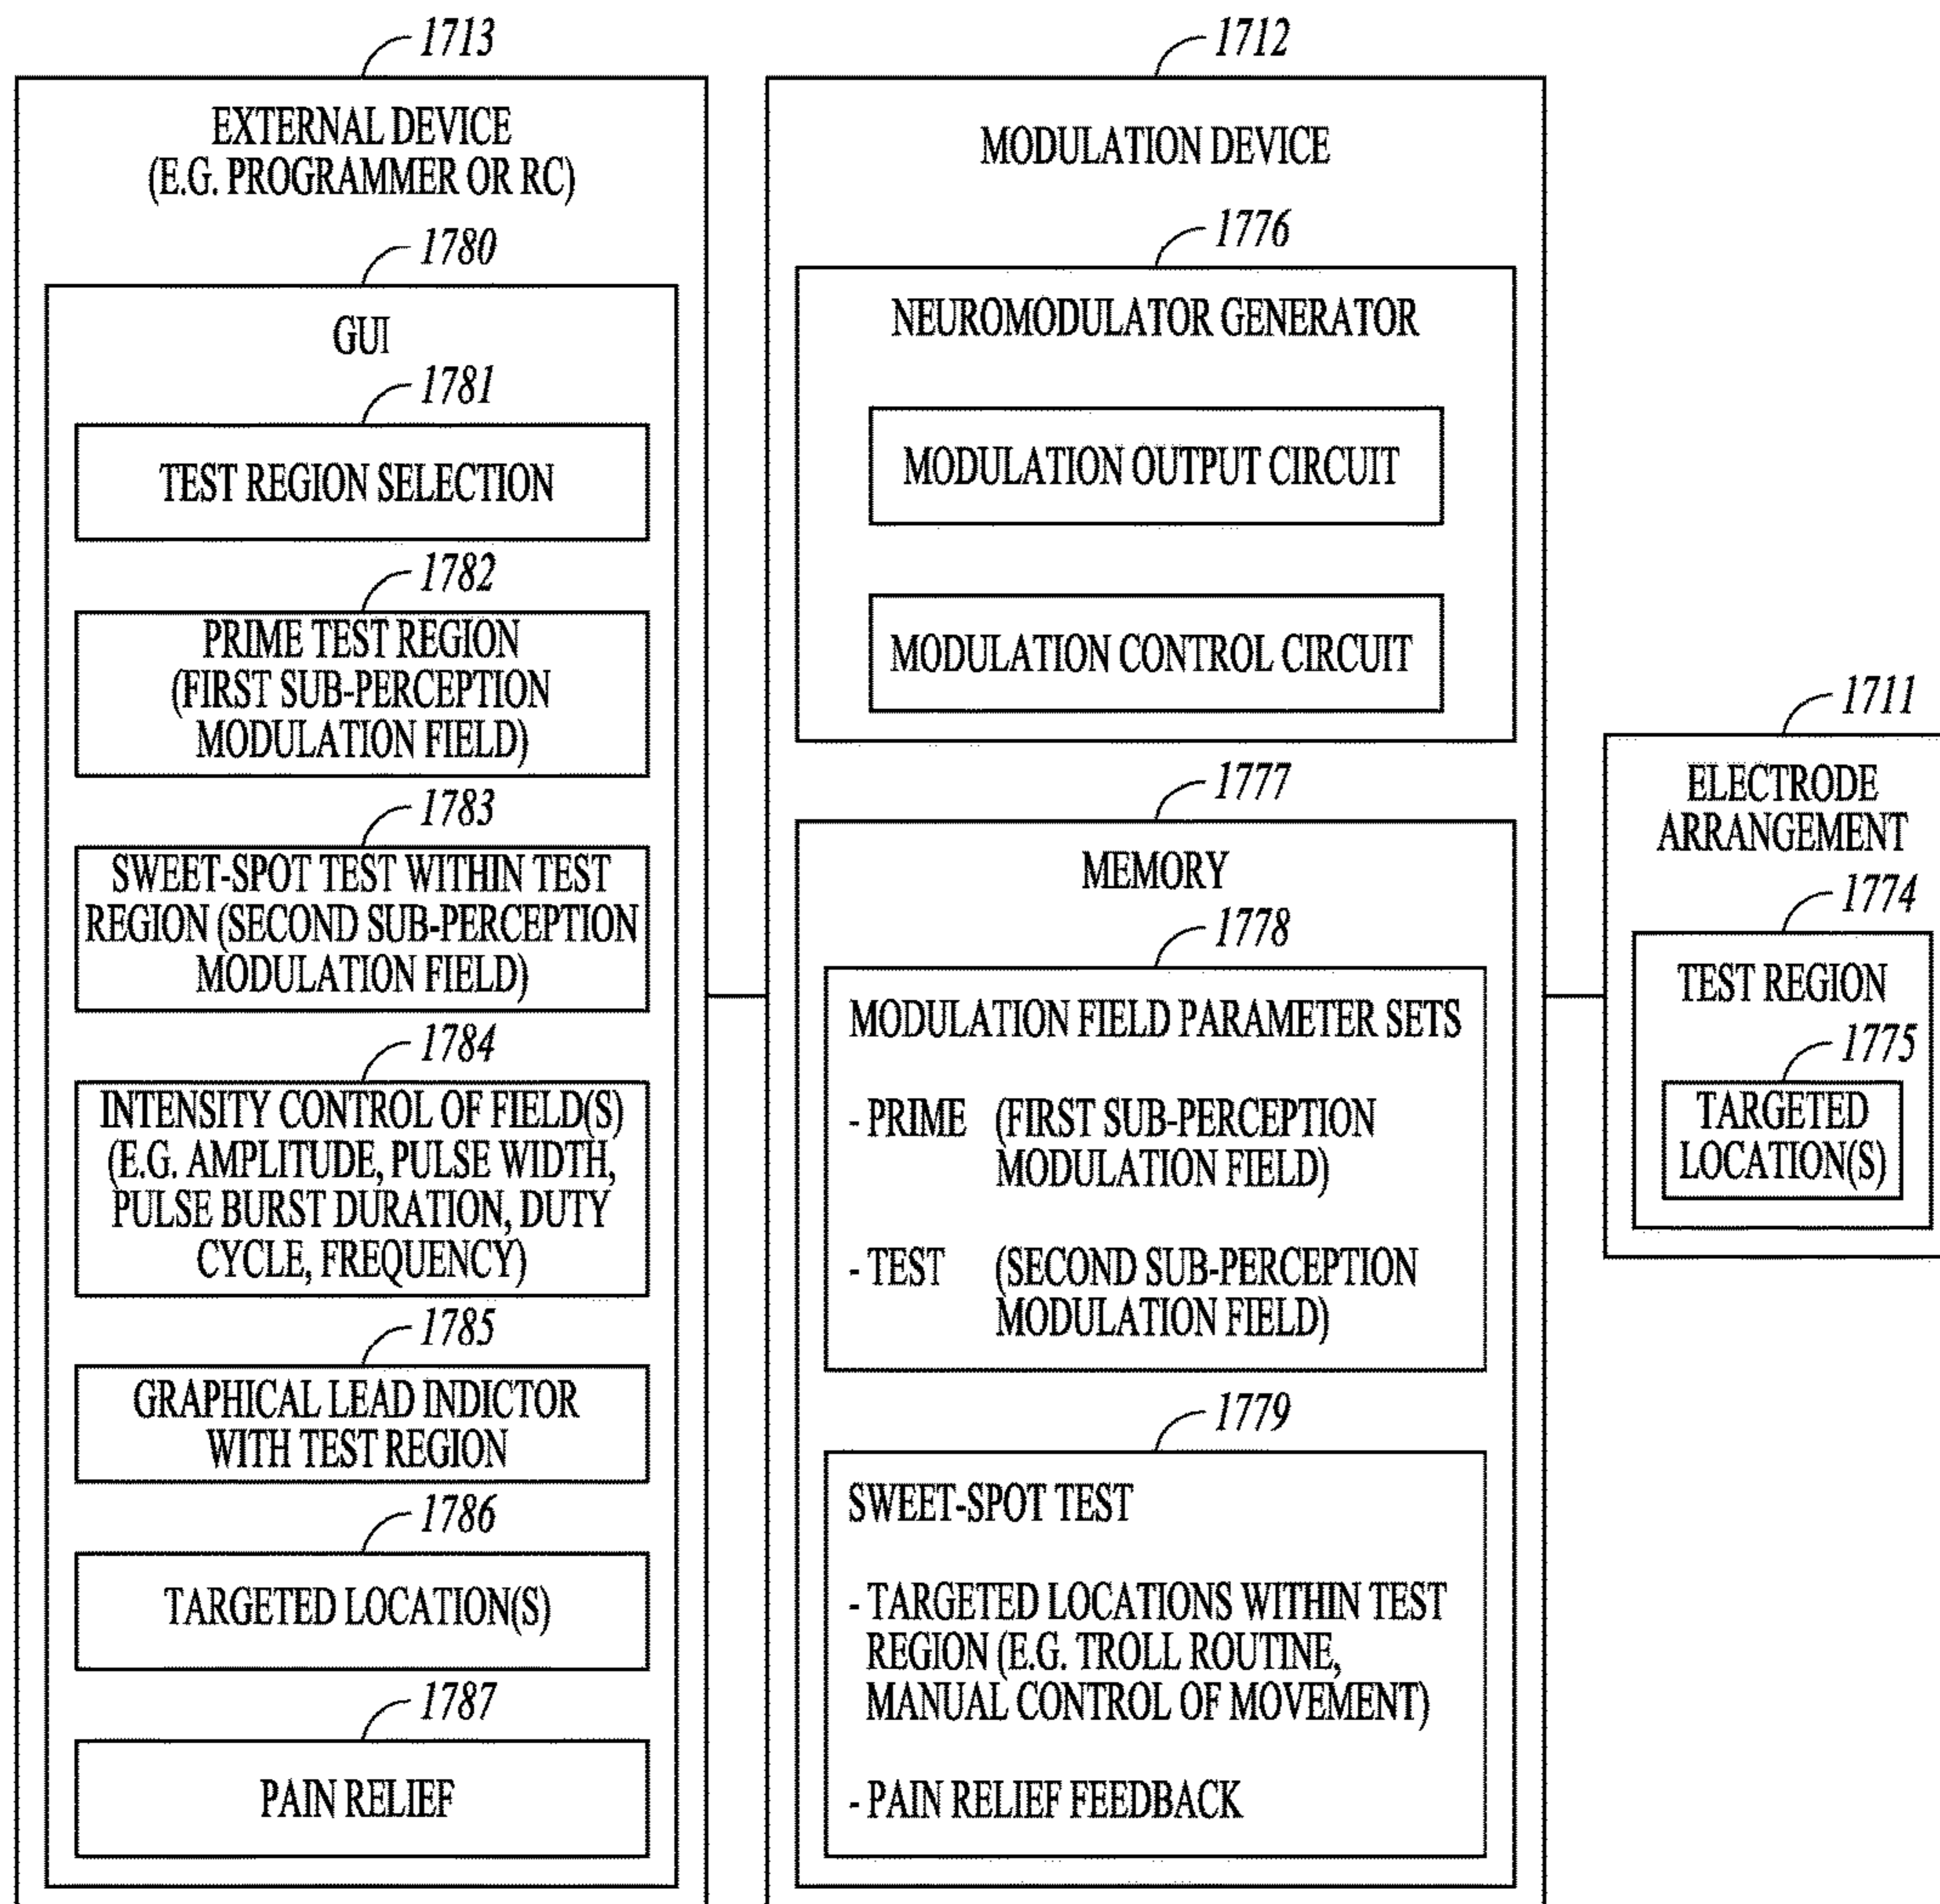 1713
EXTERNAL DEVICE
(E.G. PROGRAMMER OR RC)
1780
GUI
1781
TEST REGION SELECTION
1782
PRIME TEST REGION
(FIRST SUB-PERCEPTION
MODULATION FIELD)
1783
SWEET-SPOT TEST WITHIN TEST
REGION (SECOND SUB-PERCEPTION
MODULATION FIELD)
1784
INTENSITY CONTROL OF FIELD(S)
(E.G. AMPLITUDE, PULSE WIDTH,
PULSE BURST DURATION, DUTY
CYCLE, FREQUENCY)
1785
GRAPHICAL LEAD INDICTOR
WITH TEST REGION
1786
TARGETED LOCATION(S)
1787
PAIN RELIEF
1712
MODULATION DEVICE
1776
NEUROMODULATOR GENERATOR
MODULATION OUTPUT CIRCUIT
MODULATION CONTROL CIRCUIT
1777
MEMORY
1778
MODULATION FIELD PARAMETER SETS
- PRIME (FIRST SUB-PERCEPTION
MODULATION FIELD)
- TEST (SECOND SUB-PERCEPTION
MODULATION FIELD)
1779
SWEET-SPOT TEST
- TARGETED LOCATIONS WITHIN TEST
REGION (E.G. TROLL ROUTINE,
MANUAL CONTROL OF MOVEMENT)
- PAIN RELIEF FEEDBACK
1711
ELECTRODE
ARRANGEMENT
1774
TEST REGION
1775
TARGETED
LOCATION(S)